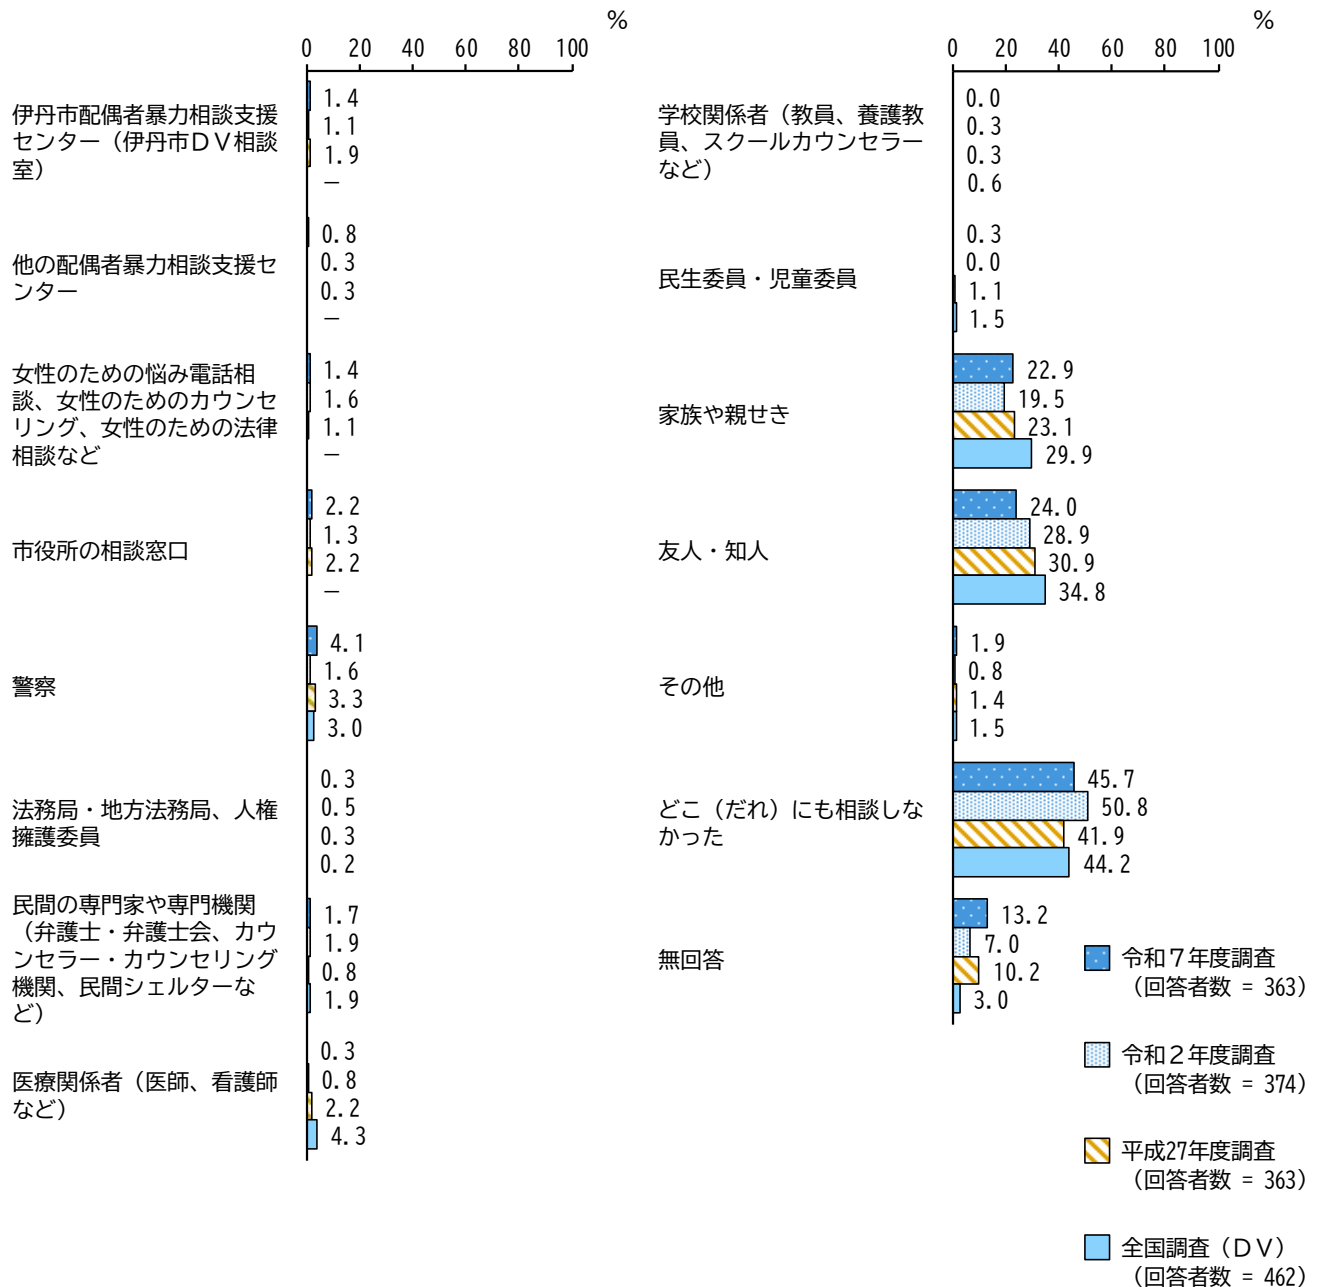 %
0 20 40 60 80 100
伊丹市配偶者暴力相談支援
センター（伊丹市ＤＶ相談
室）
1.4
1.1
1.9
－
他の配偶者暴力相談支援セ
ンター
0.8
0.3
0.3
－
女性のための悩み電話相
談、女性のためのカウンセ
リング、女性のための法律
相談など
1.4
1.6
1.1
－
市役所の相談窓口
2.2
1.3
2.2
－
警察
4.1
1.6
3.3
3.0
法務局・地方法務局、人権
擁護委員
0.3
0.5
0.3
0.2
民間の専門家や専門機関
（弁護士・弁護士会、カウ
ンセラー・カウンセリング
機関、民間シェルターな
ど）
1.7
1.9
0.8
1.9
医療関係者（医師、看護師
など）
0.3
0.8
2.2
4.3
%
0 20 40 60 80 100
学校関係者（教員、養護教
員、スクールカウンセラー
など）
0.0
0.3
0.3
0.6
民生委員・児童委員
0.3
0.0
1.1
1.5
家族や親せき
22.9
19.5
23.1
29.9
友人・知人
24.0
28.9
30.9
34.8
その他
1.9
0.8
1.4
1.5
どこ（だれ）にも相談しな
かった
45.7
50.8
41.9
44.2
無回答
13.2
7.0
10.2
3.0
令和７年度調査
（回答者数 = 363）
令和２年度調査
（回答者数 = 374）
平成27年度調査
（回答者数 = 363）
全国調査（ＤＶ）
（回答者数 = 462）